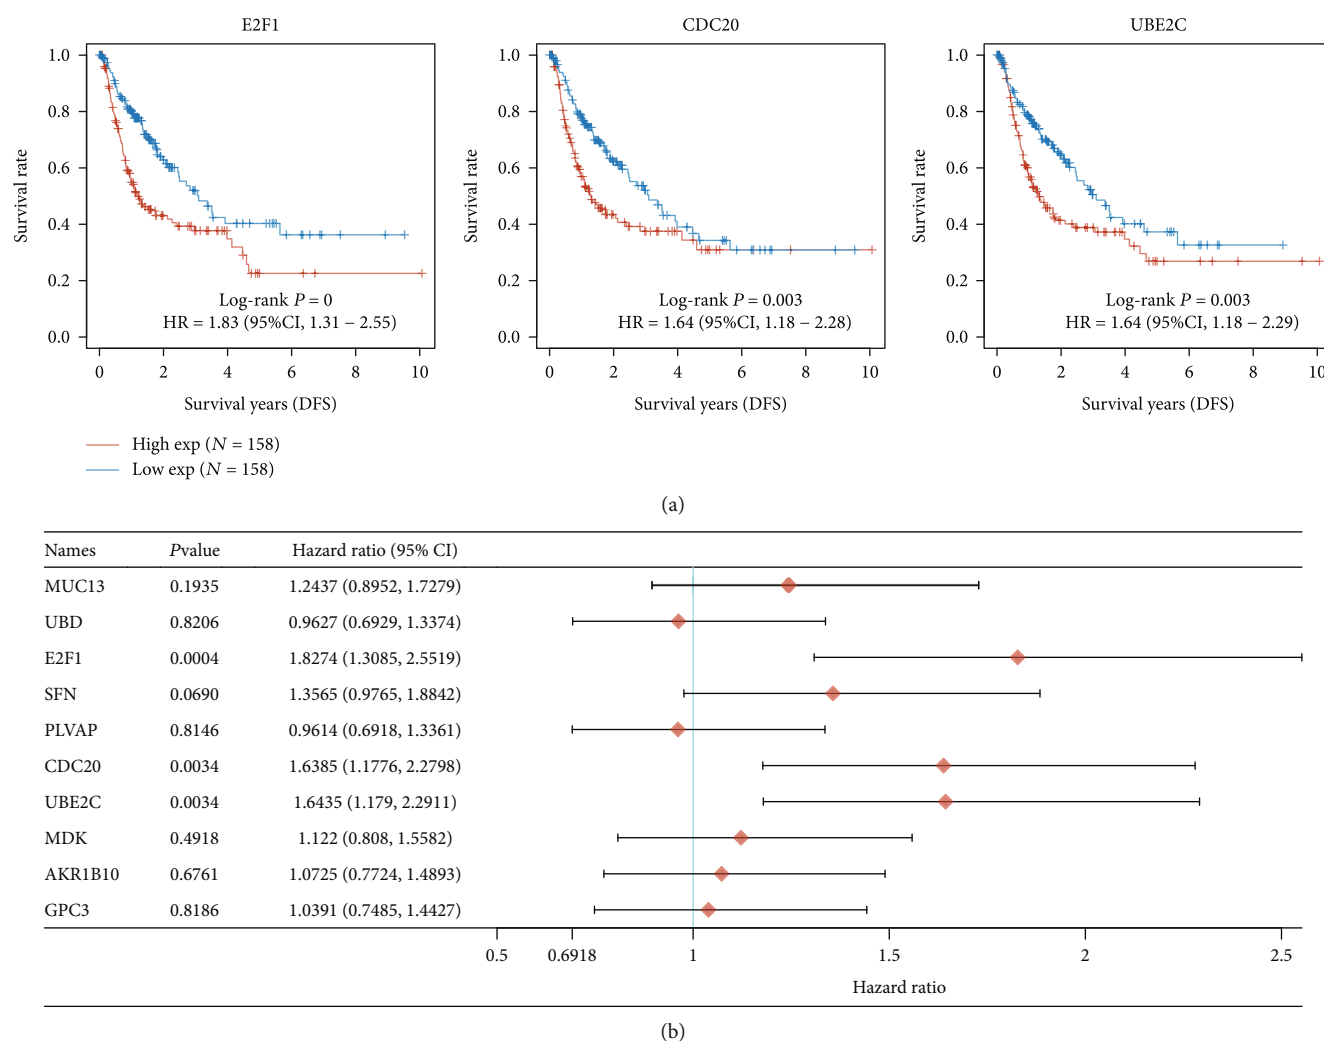 E2F1
1.0
0.8
0.6
0.4
0.2
0.0
Survival rate
Log-rank P = 0
HR = 1.83 (95%CI, 1.31 − 2.55)
0 2 4 6 8 10
Survival years (DFS)
CDC20
1.0
0.8
0.6
0.4
0.2
0.0
Survival rate
Log-rank P = 0.003
HR = 1.64 (95%CI, 1.18 − 2.28)
0 2 4 6 8 10
Survival years (DFS)
UBE2C
1.0
0.8
0.6
0.4
0.2
0.0
Survival rate
Log-rank P = 0.003
HR = 1.64 (95%CI, 1.18 − 2.29)
0 2 4 6 8 10
Survival years (DFS)
High exp (N = 158)
Low exp (N = 158)
(a)
Names Pvalue Hazard ratio (95% CI)
MUC13 0.1935 1.2437 (0.8952, 1.7279)
UBD 0.8206 0.9627 (0.6929, 1.3374)
E2F1 0.0004 1.8274 (1.3085, 2.5519)
SFN 0.0690 1.3565 (0.9765, 1.8842)
PLVAP 0.8146 0.9614 (0.6918, 1.3361)
CDC20 0.0034 1.6385 (1.1776, 2.2798)
UBE2C 0.0034 1.6435 (1.179, 2.2911)
MDK 0.4918 1.122 (0.808, 1.5582)
AKR1B10 0.6761 1.0725 (0.7724, 1.4893)
GPC3 0.8186 1.0391 (0.7485, 1.4427)
0.5 0.6918 1 1.5 2 2.5
Hazard ratio
(b)